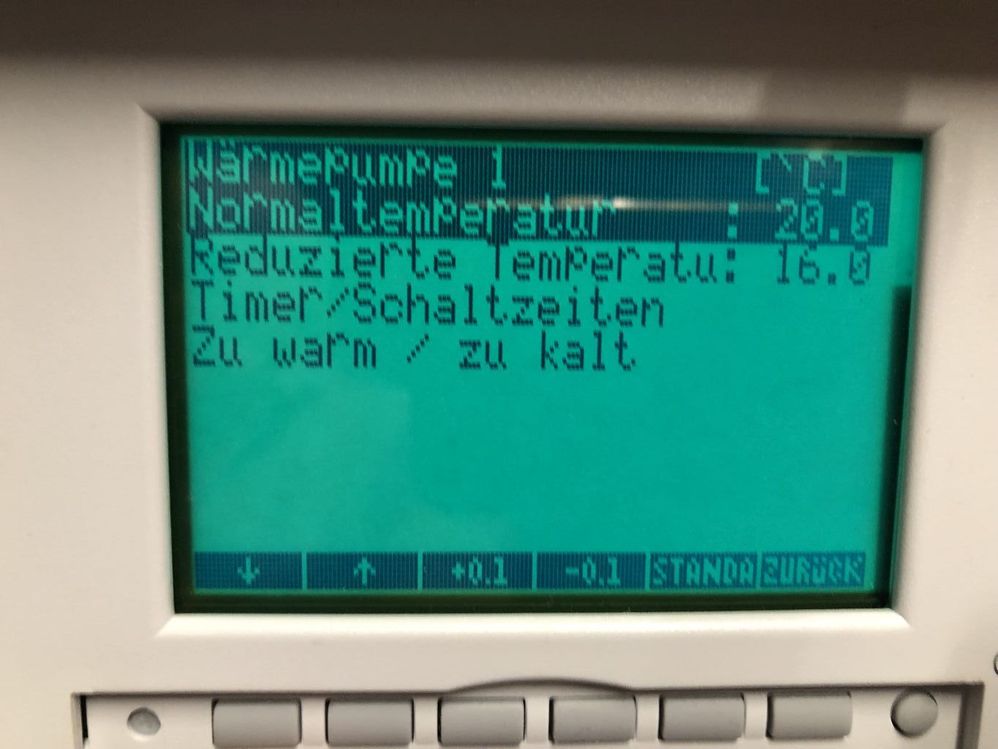 Wärmepumpe 1 [°C]
Normaltemperatur : 20.0
Reduzierte Temperatu: 16.0
Timer/Schaltzeiten
Zu warm / zu kalt
↓ ↑ +0.1 -0.1 STANDA ZURÜCK